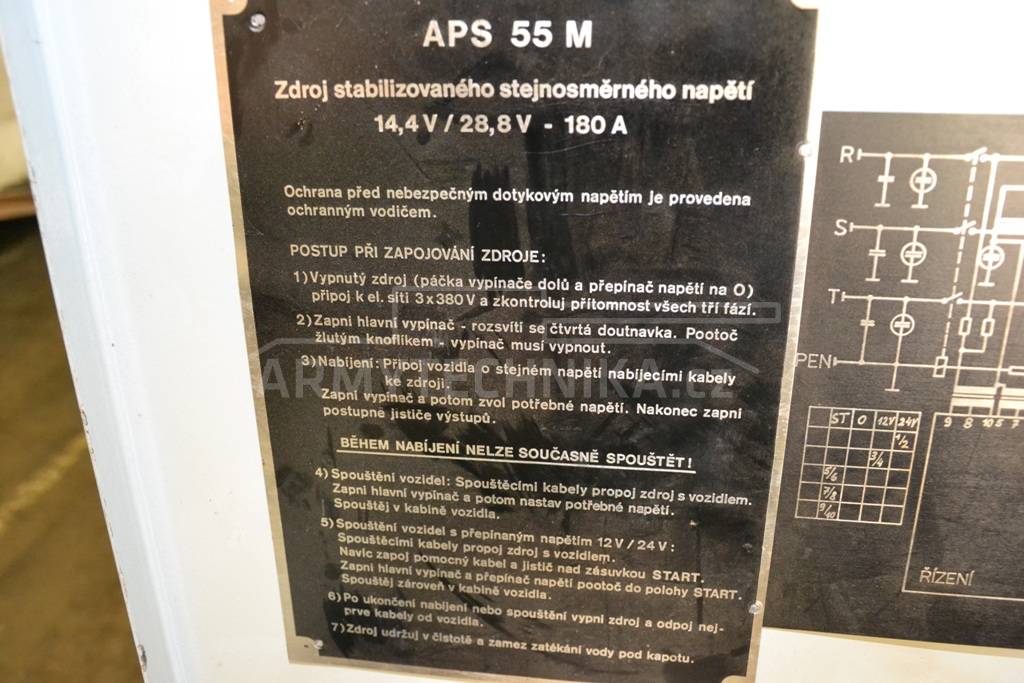 APS 55 M
Zdroj stabilizovaného stejnosměrného napětí
14,4 V / 28,8 V - 180 A
Ochrana před nebezpečným dotykovým napětím je provedena
ochranným vodičem.
POSTUP PŘI ZAPOJOVÁNÍ ZDROJE:
1) Vypnutý zdroj (páčka vypínače dolů a přepínač napětí na O)
připoj k el. síti 3 x 380 V a zkontroluj přítomnost všech tří fází.
2) Zapni hlavní vypínač - rozsvítí se čtvrtá doutnavka. Pootoč
žlutým knoflíkem - vypínač musí vypnout.
3) Nabíjení: Připoj vozidla o stejném napětí nabíjecími kabely
ke zdroji.
Zapni vypínač a potom zvol potřebné napětí. Nakonec zapni
postupně jističe výstupů.
BĚHEM NABÍJENÍ NELZE SOUČASNĚ SPOUŠTĚT!
4) Spouštění vozidel: Spouštěcími kabely propoj zdroj s vozidlem.
Zapni hlavní vypínač a potom nastav potřebné napětí.
Spouštěj v kabině vozidla.
5) Spouštění vozidel s přepínaným napětím 12 V / 24 V:
Spouštěcími kabely propoj zdroj s vozidlem.
Navíc zapoj pomocný kabel a jistič nad zásuvkou START.
Zapni hlavní vypínač a přepínač napětí pootoč do polohy START.
Spouštěj zároveň v kabině vozidla.
6) Po ukončení nabíjení nebo spouštění vypni zdroj a odpoj nej-
prve kabely od vozidla.
7) Zdroj udržuj v čistotě a zamez zatékání vody pod kapotu.
ARMYTECHNIKA.cz
R
S
T
PEN
9 8 10 5 7
ST O 12V 24V
1/2
3/4
5/6
7/8
9/10
ŘÍZENÍ